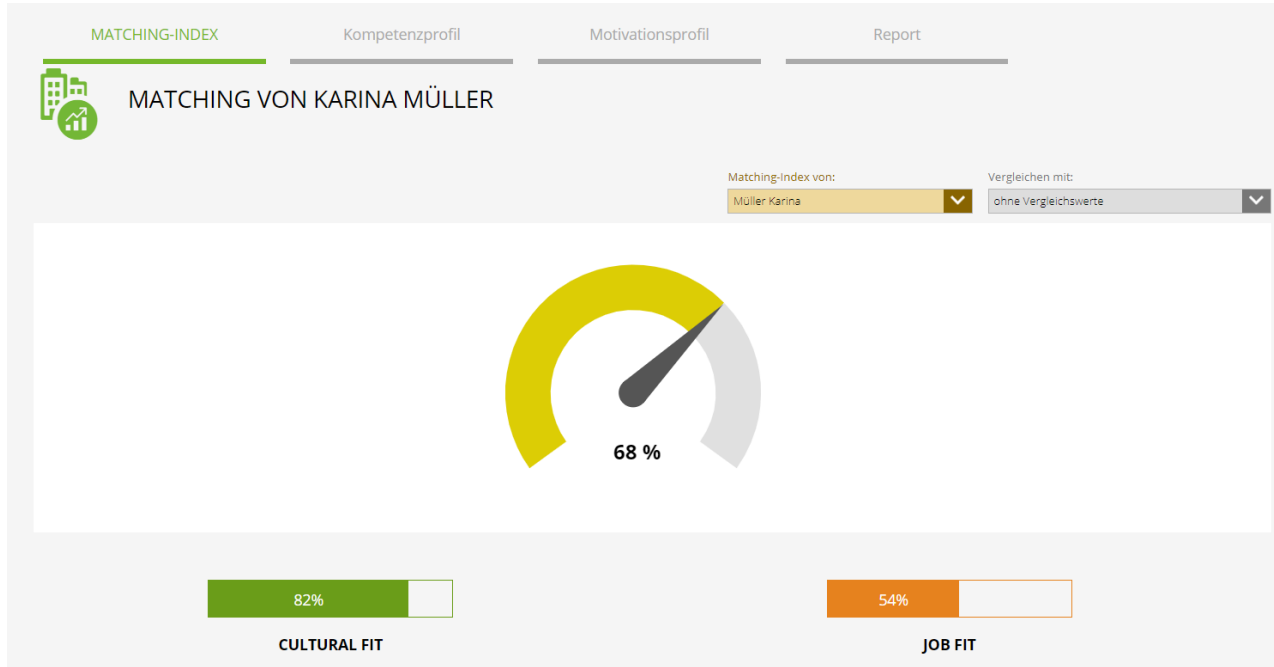 MATCHING-INDEX Kompetenzprofil Motivationsprofil Report
MATCHING VON KARINA MÜLLER
Matching-Index von: Vergleichen mit:
Müller Karina ohne Vergleichswerte
68 %
82% 54%
CULTURAL FIT JOB FIT